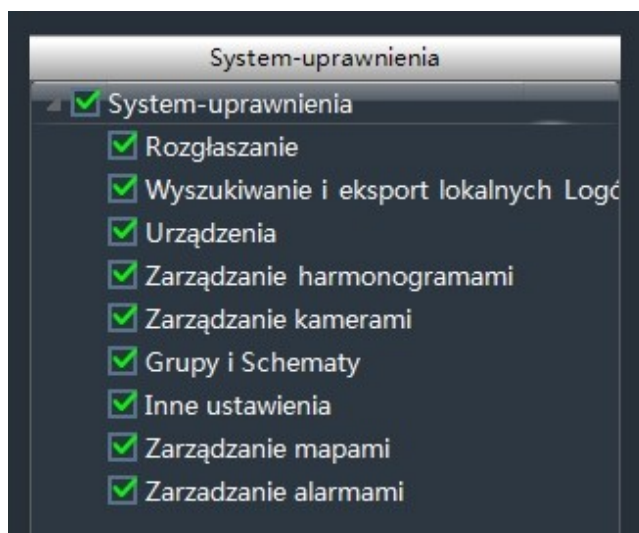 System-uprawnienia
System-uprawnienia
Rozgłaszanie
Wyszukiwanie i eksport lokalnych Logó
Urządzenia
Zarządzanie harmonogramami
Zarządzanie kamerami
Grupy i Schematy
Inne ustawienia
Zarządzanie mapami
Zarzadzanie alarmami